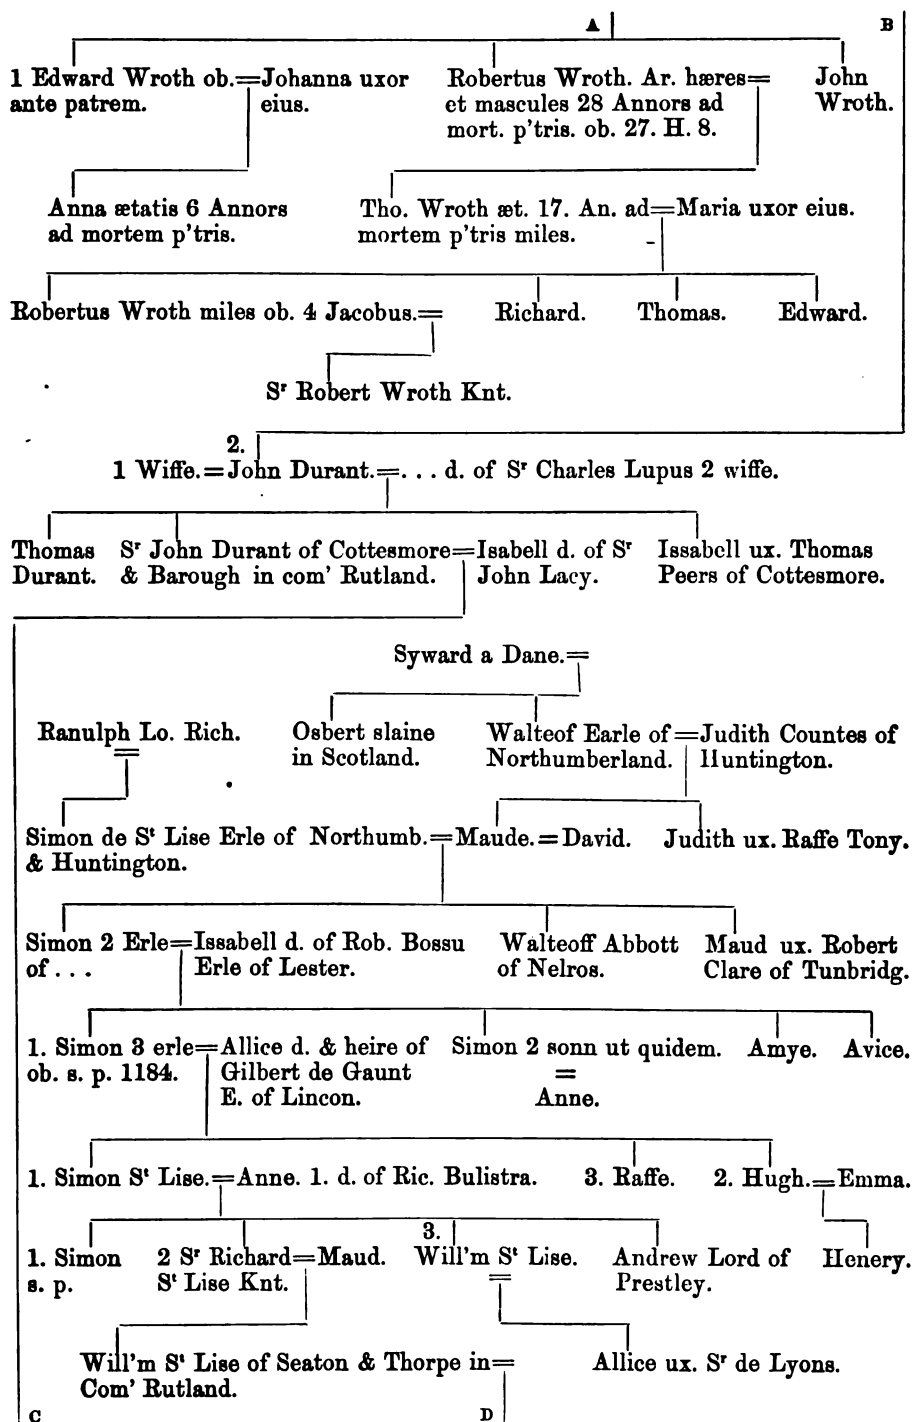 A B
1 Edward Wroth ob.=Johanna uxor Robertus Wroth. Ar. hæres= John
ante patrem. eius. et mascules 28 Annors ad Wroth.
mort. p'tris. ob. 27. H. 8.
Anna ætatis 6 Annors Tho. Wroth æt. 17. An. ad=Maria uxor eius.
ad mortem p'tris. mortem p'tris miles.
Robertus Wroth miles ob. 4 Jacobus.= Richard. Thomas. Edward.
Sʳ Robert Wroth Knt.
2.
1 Wiffe.=John Durant.=... d. of Sʳ Charles Lupus 2 wiffe.
Thomas Sʳ John Durant of Cottesmore=Isabell d. of Sʳ Issabell ux. Thomas
Durant. & Barough in com' Rutland. John Lacy. Peers of Cottesmore.
Syward a Dane.=
Ranulph Lo. Rich. Osbert slaine Walteof Earle of=Judith Countes of
= in Scotland. Northumberland. Huntington.
Simon de Sᵗ Lise Erle of Northumb.=Maude.=David. Judith ux. Raffe Tony.
& Huntington.
Simon 2 Erle=Issabell d. of Rob. Bossu Walteoff Abbott Maud ux. Robert
of... Erle of Lester. of Nelros. Clare of Tunbridg.
1. Simon 3 erle=Allice d. & heire of Simon 2 sonn ut quidem. Amye. Avice.
ob. s. p. 1184. Gilbert de Gaunt =
E. of Lincon. Anne.
1. Simon Sᵗ Lise.=Anne. 1. d. of Ric. Bulistra. 3. Raffe. 2. Hugh.=Emma.
3.
1. Simon 2 Sʳ Richard=Maud. Will'm Sᵗ Lise. Andrew Lord of Henery.
s. p. Sᵗ Lise Knt. = Prestley.
Will'm Sᵗ Lise of Seaton & Thorpe in= Allice ux. Sʳ de Lyons.
Com' Rutland.
C D